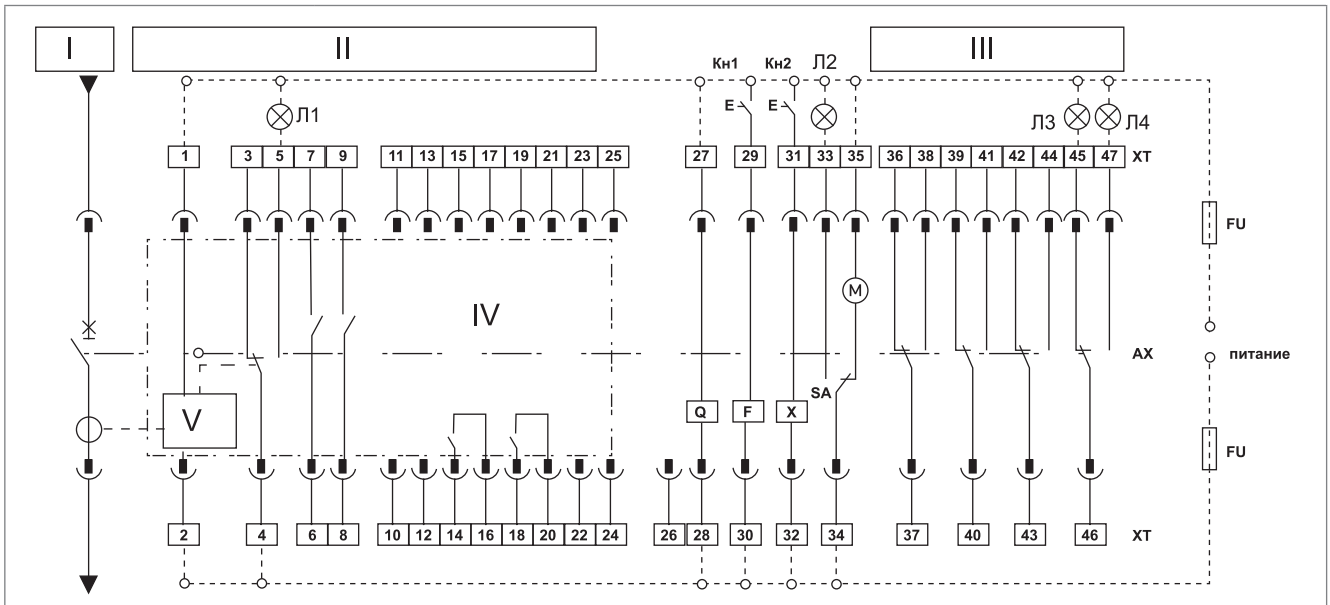 I II III
Кн1 Кн2 Л2
E E
Л1 Л3 Л4
1 3 5 7 9 11 13 15 17 19 21 23 25 27 29 31 33 35 36 38 39 41 42 44 45 47 XT
FU
M
IV
AX питание
SA
V Q F X
FU
2 4 6 8 10 12 14 16 18 20 22 24 26 28 30 32 34 37 40 43 46 XT